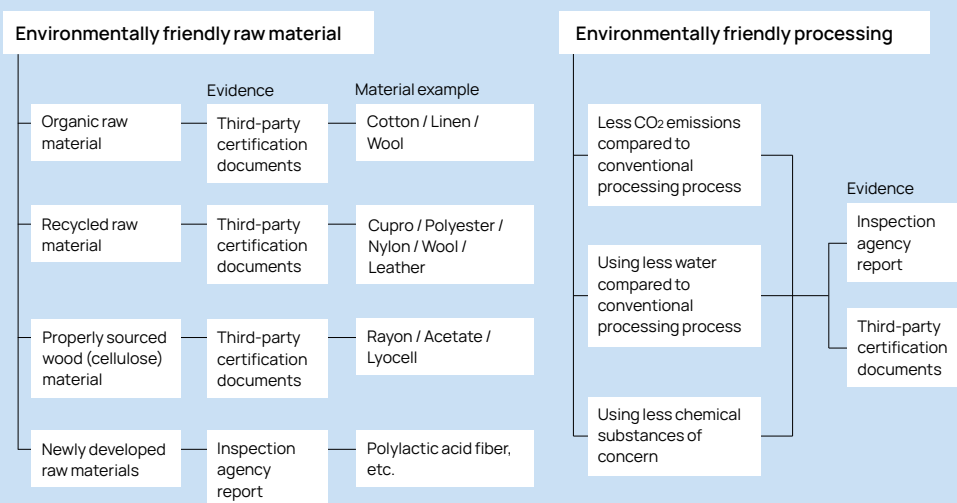 Environmentally friendly raw material
Evidence
Material example
Organic raw
material
Third-party
certification
documents
Cotton / Linen /
Wool
Recycled raw
material
Third-party
certification
documents
Cupro / Polyester /
Nylon / Wool /
Leather
Properly sourced
wood (cellulose)
material
Third-party
certification
documents
Rayon / Acetate /
Lyocell
Newly developed
raw materials
Inspection
agency
report
Polylactic acid fiber,
etc.
Environmentally friendly processing
Less CO2 emissions
compared to
conventional
processing process
Using less water
compared to
conventional
processing process
Using less chemical
substances of
concern
Evidence
Inspection
agency
report
Third-party
certification
documents